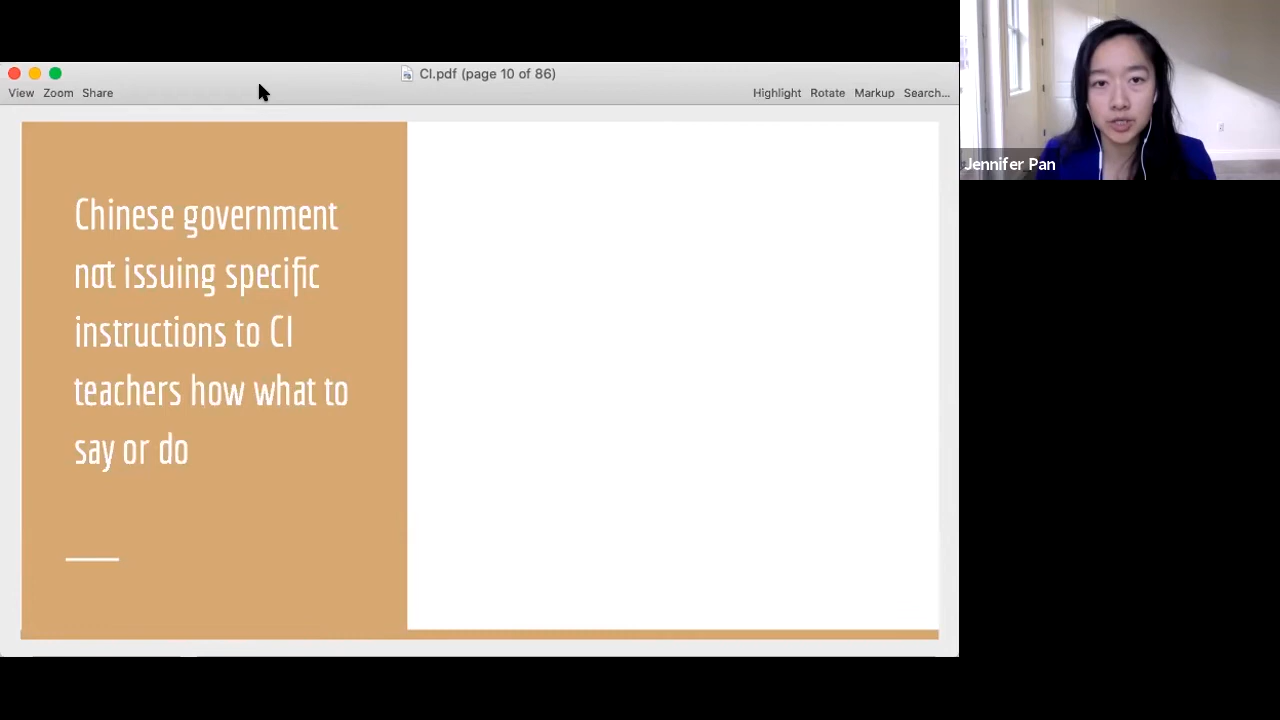 CI.pdf (page 10 of 86)
View Zoom Share
Highlight Rotate Markup Search...
Chinese government
not issuing specific
instructions to CI
teachers how what to
say or do
Jennifer Pan